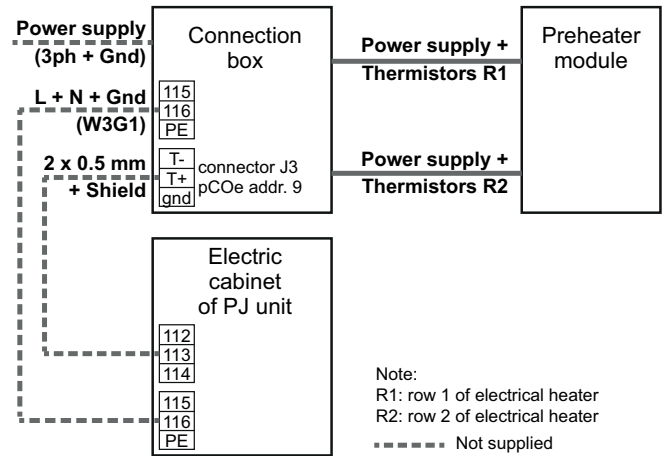 Power supply
(3ph + Gnd)
L + N + Gnd
(W3G1)
2 x 0.5 mm
+ Shield
Connection
box
115
116
PE
T-
T+
gnd
connector J3
pCOe addr. 9
Power supply +
Thermistors R1
Power supply +
Thermistors R2
Preheater
module
Electric
cabinet
of PJ unit
112
113
114
115
116
PE
Note:
R1: row 1 of electrical heater
R2: row 2 of electrical heater
Not supplied